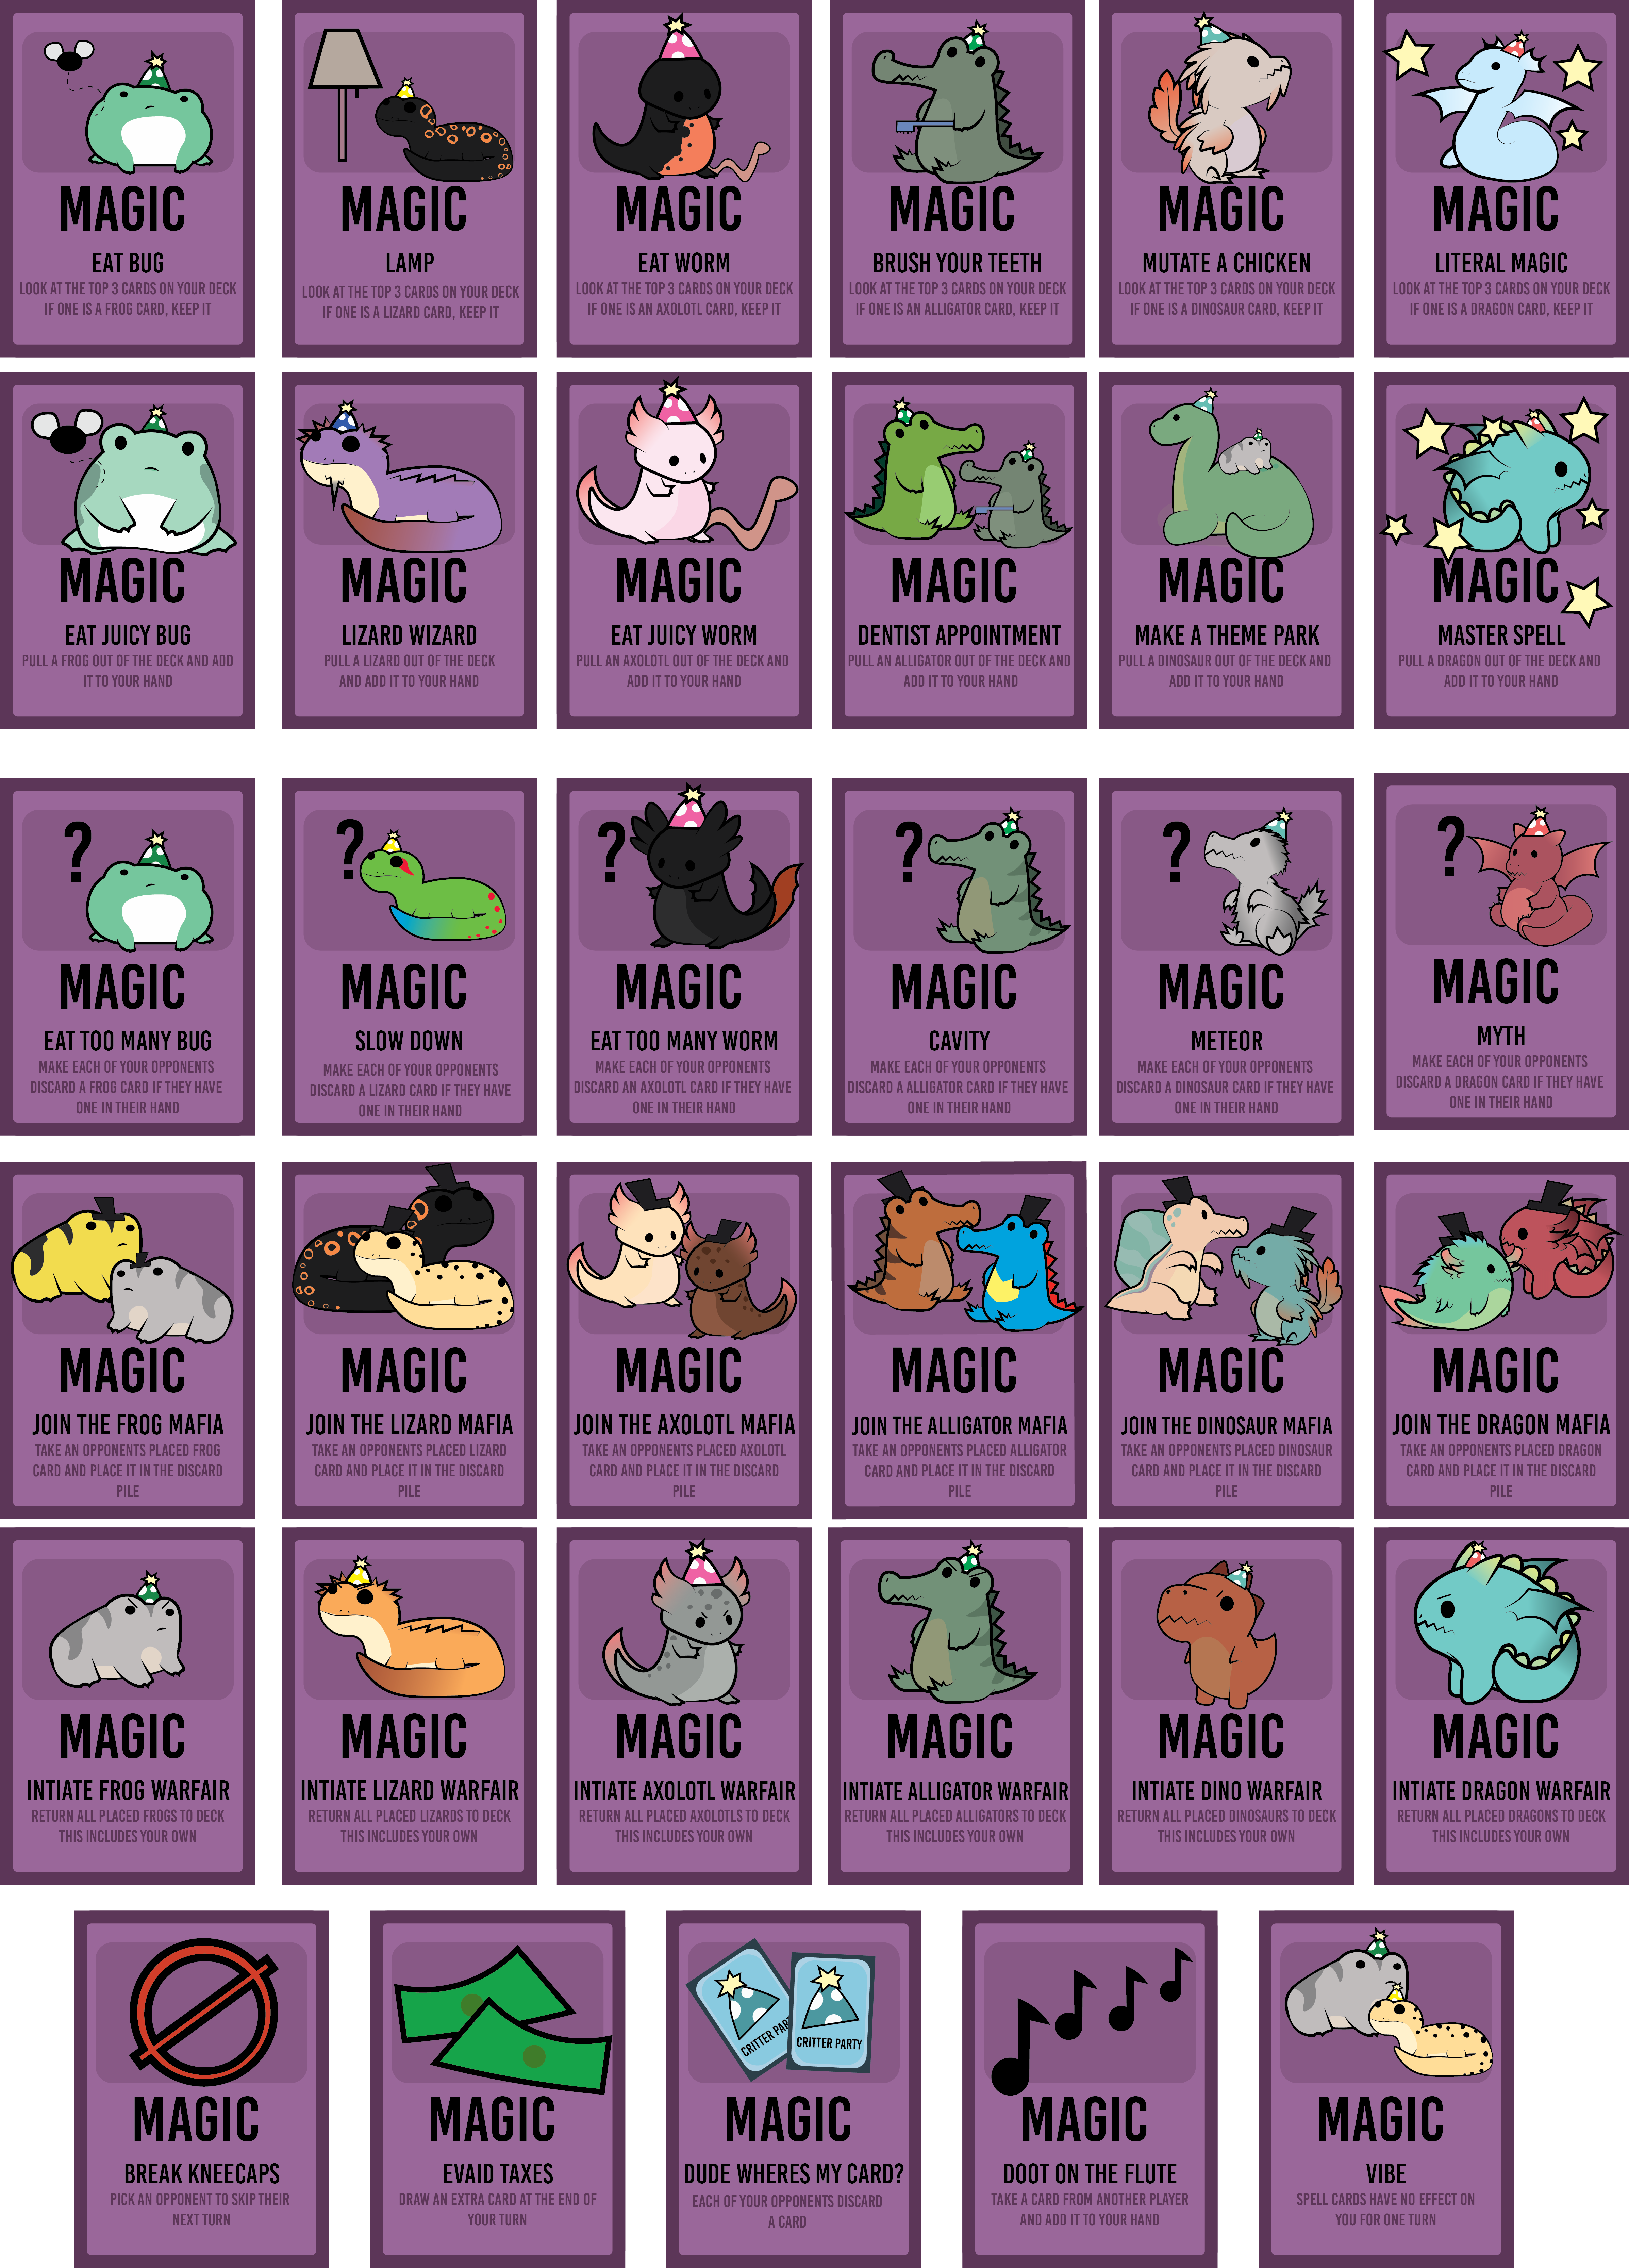 MAGIC
EAT BUG
LOOK AT THE TOP 3 CARDS ON YOUR DECK
IF ONE IS A FROG CARD, KEEP IT
MAGIC
LAMP
LOOK AT THE TOP 3 CARDS ON YOUR DECK
IF ONE IS A LIZARD CARD, KEEP IT
MAGIC
EAT WORM
LOOK AT THE TOP 3 CARDS ON YOUR DECK
IF ONE IS AN AXOLOTL CARD, KEEP IT
MAGIC
BRUSH YOUR TEETH
LOOK AT THE TOP 3 CARDS ON YOUR DECK
IF ONE IS AN ALLIGATOR CARD, KEEP IT
MAGIC
MUTATE A CHICKEN
LOOK AT THE TOP 3 CARDS ON YOUR DECK
IF ONE IS A DINOSAUR CARD, KEEP IT
MAGIC
LITERAL MAGIC
LOOK AT THE TOP 3 CARDS ON YOUR DECK
IF ONE IS A DRAGON CARD, KEEP IT
MAGIC
EAT JUICY BUG
PULL A FROG OUT OF THE DECK AND ADD
IT TO YOUR HAND
MAGIC
LIZARD WIZARD
PULL A LIZARD OUT OF THE DECK
AND ADD IT TO YOUR HAND
MAGIC
EAT JUICY WORM
PULL AN AXOLOTL OUT OF THE DECK AND
ADD IT TO YOUR HAND
MAGIC
DENTIST APPOINTMENT
PULL AN ALLIGATOR OUT OF THE DECK AND
ADD IT TO YOUR HAND
MAGIC
MAKE A THEME PARK
PULL A DINOSAUR OUT OF THE DECK AND
ADD IT TO YOUR HAND
MAGIC
MASTER SPELL
PULL A DRAGON OUT OF THE DECK AND
ADD IT TO YOUR HAND
?
MAGIC
EAT TOO MANY BUG
MAKE EACH OF YOUR OPPONENTS
DISCARD A FROG CARD IF THEY HAVE
ONE IN THEIR HAND
?
MAGIC
SLOW DOWN
MAKE EACH OF YOUR OPPONENTS
DISCARD A LIZARD CARD IF THEY HAVE
ONE IN THEIR HAND
?
MAGIC
EAT TOO MANY WORM
MAKE EACH OF YOUR OPPONENTS
DISCARD AN AXOLOTL CARD IF THEY HAVE
ONE IN THEIR HAND
?
MAGIC
CAVITY
MAKE EACH OF YOUR OPPONENTS
DISCARD A ALLIGATOR CARD IF THEY HAVE
ONE IN THEIR HAND
?
MAGIC
METEOR
MAKE EACH OF YOUR OPPONENTS
DISCARD A DINOSAUR CARD IF THEY HAVE
ONE IN THEIR HAND
?
MAGIC
MYTH
MAKE EACH OF YOUR OPPONENTS
DISCARD A DRAGON CARD IF THEY HAVE
ONE IN THEIR HAND
MAGIC
JOIN THE FROG MAFIA
TAKE AN OPPONENTS PLACED FROG
CARD AND PLACE IT IN THE DISCARD
PILE
MAGIC
JOIN THE LIZARD MAFIA
TAKE AN OPPONENTS PLACED LIZARD
CARD AND PLACE IT IN THE DISCARD
PILE
MAGIC
JOIN THE AXOLOTL MAFIA
TAKE AN OPPONENTS PLACED AXOLOTL
CARD AND PLACE IT IN THE DISCARD
PILE
MAGIC
JOIN THE ALLIGATOR MAFIA
TAKE AN OPPONENTS PLACED ALLIGATOR
CARD AND PLACE IT IN THE DISCARD
PILE
MAGIC
JOIN THE DINOSAUR MAFIA
TAKE AN OPPONENTS PLACED DINOSAUR
CARD AND PLACE IT IN THE DISCARD
PILE
MAGIC
JOIN THE DRAGON MAFIA
TAKE AN OPPONENTS PLACED DRAGON
CARD AND PLACE IT IN THE DISCARD
PILE
MAGIC
INTIATE FROG WARFAIR
RETURN ALL PLACED FROGS TO DECK
THIS INCLUDES YOUR OWN
MAGIC
INTIATE LIZARD WARFAIR
RETURN ALL PLACED LIZARDS TO DECK
THIS INCLUDES YOUR OWN
MAGIC
INTIATE AXOLOTL WARFAIR
RETURN ALL PLACED AXOLOTLS TO DECK
THIS INCLUDES YOUR OWN
MAGIC
INTIATE ALLIGATOR WARFAIR
RETURN ALL PLACED ALLIGATORS TO DECK
THIS INCLUDES YOUR OWN
MAGIC
INTIATE DINO WARFAIR
RETURN ALL PLACED DINOSAURS TO DECK
THIS INCLUDES YOUR OWN
MAGIC
INTIATE DRAGON WARFAIR
RETURN ALL PLACED DRAGONS TO DECK
THIS INCLUDES YOUR OWN
MAGIC
BREAK KNEECAPS
PICK AN OPPONENT TO SKIP THEIR
NEXT TURN
MAGIC
EVAID TAXES
DRAW AN EXTRA CARD AT THE END OF
YOUR TURN
CRITTER PAR
CRITTER PARTY
MAGIC
DUDE WHERES MY CARD?
EACH OF YOUR OPPONENTS DISCARD
A CARD
MAGIC
DOOT ON THE FLUTE
TAKE A CARD FROM ANOTHER PLAYER
AND ADD IT TO YOUR HAND
MAGIC
VIBE
SPELL CARDS HAVE NO EFFECT ON
YOU FOR ONE TURN